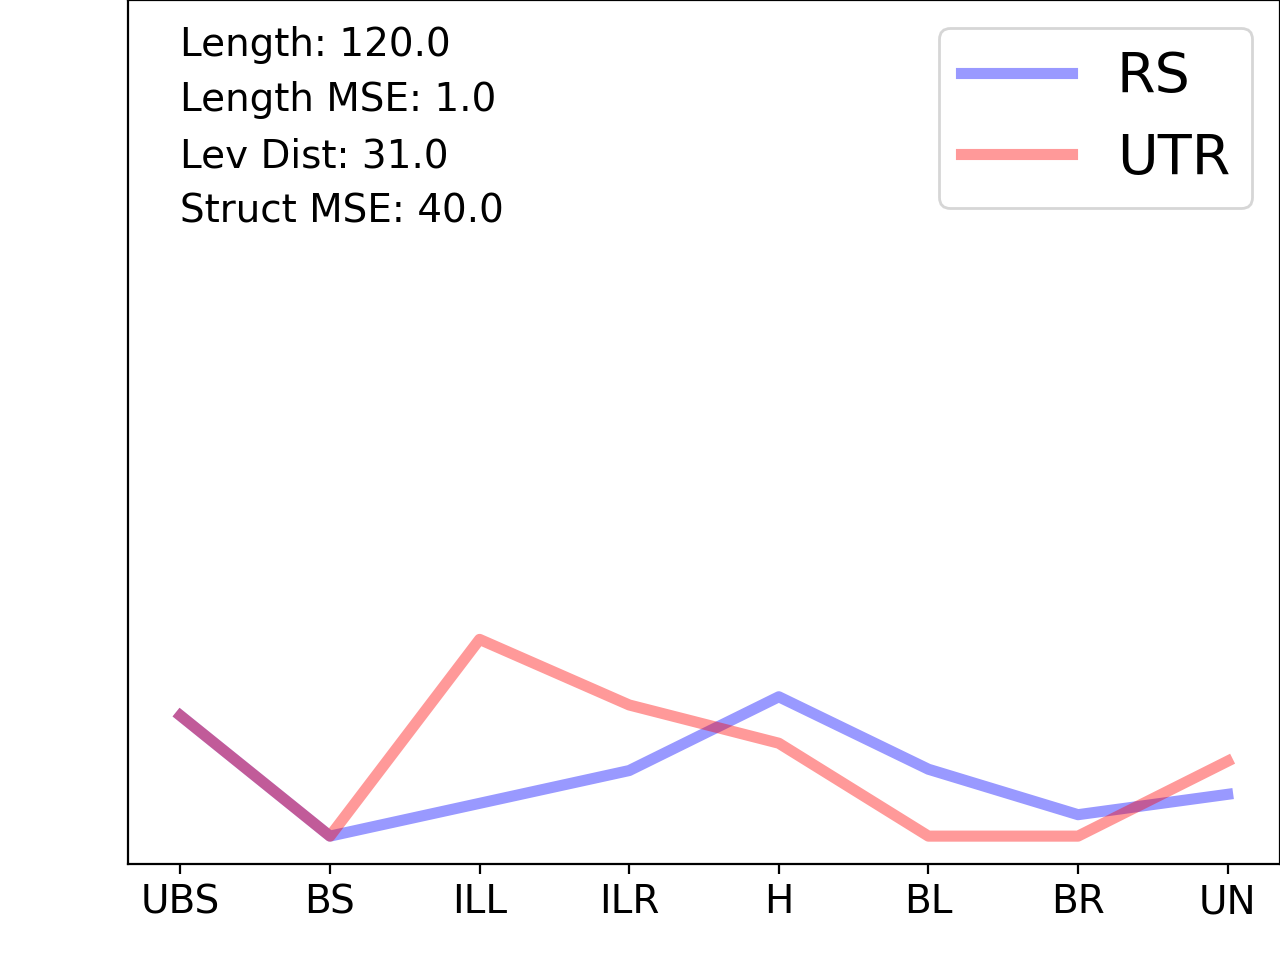 Length: 120.0
Length MSE: 1.0
Lev Dist: 31.0
Struct MSE: 40.0
RS
UTR
UBS BS ILL ILR H BL BR UN